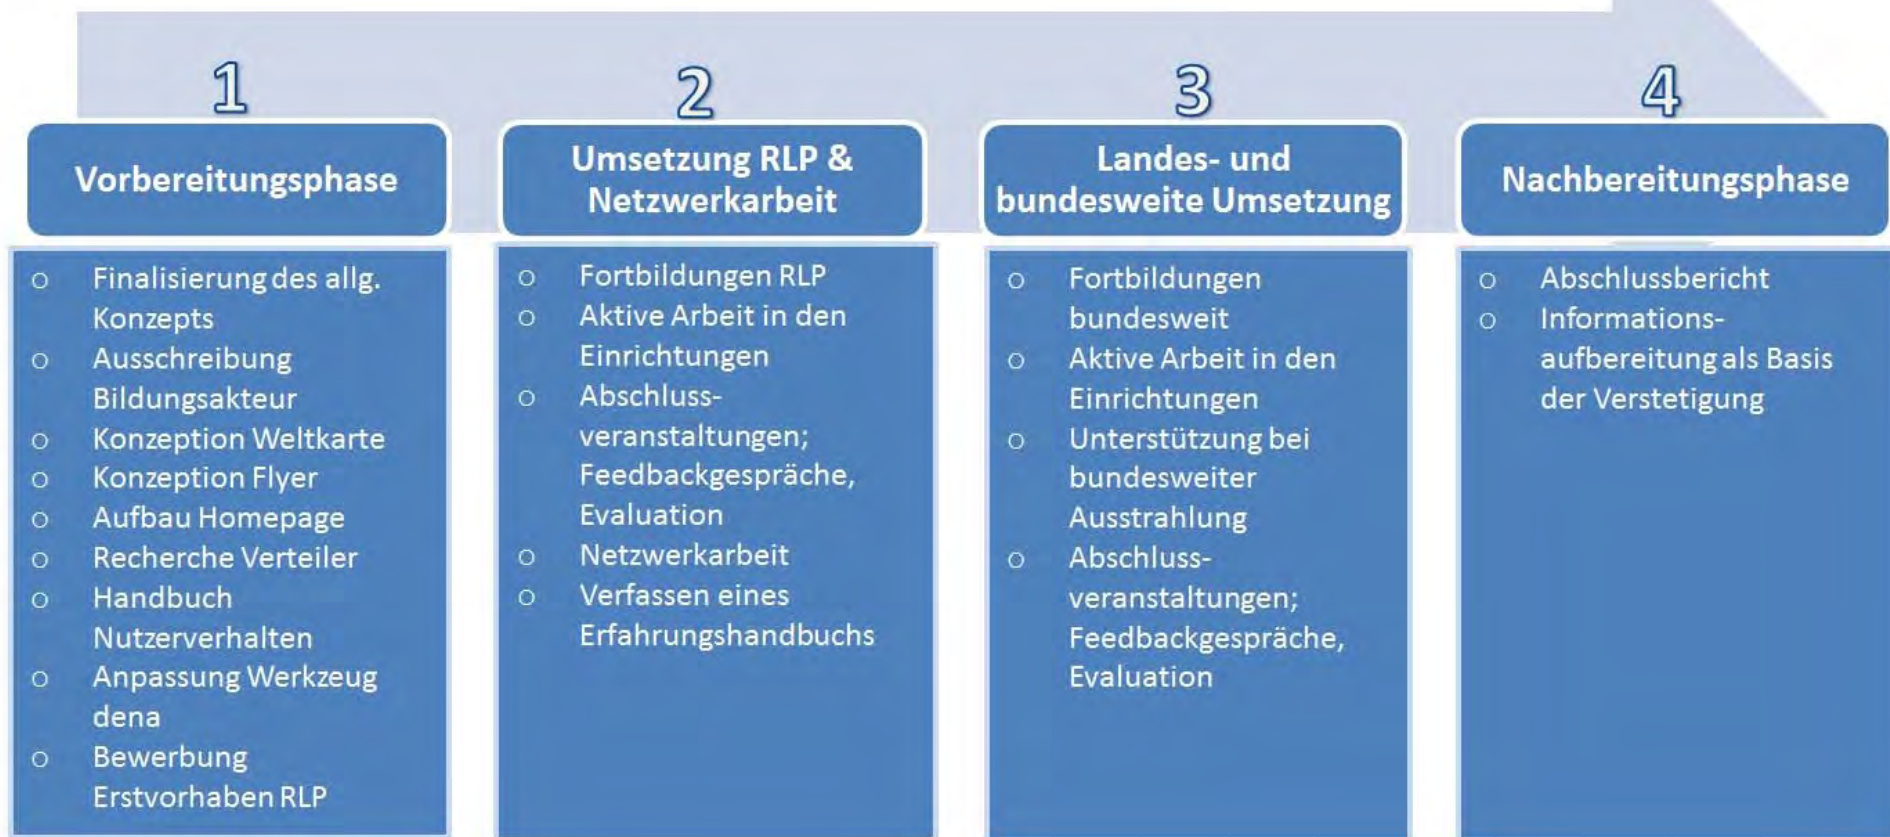 1
Vorbereitungsphase
o Finalisierung des allg.
Konzepts
o Ausschreibung
Bildungsakteur
o Konzeption Weltkarte
o Konzeption Flyer
o Aufbau Homepage
o Recherche Verteiler
o Handbuch
Nutzerverhalten
o Anpassung Werkzeug
dena
o Bewerbung
Erstvorhaben RLP
2
Umsetzung RLP &
Netzwerkarbeit
o Fortbildungen RLP
o Aktive Arbeit in den
Einrichtungen
o Abschluss-
veranstaltungen;
Feedbackgespräche,
Evaluation
o Netzwerkarbeit
o Verfassen eines
Erfahrungshandbuchs
3
Landes- und
bundesweite Umsetzung
o Fortbildungen
bundesweit
o Aktive Arbeit in den
Einrichtungen
o Unterstützung bei
bundesweiter
Ausstrahlung
o Abschluss-
veranstaltungen;
Feedbackgespräche,
Evaluation
4
Nachbereitungsphase
o Abschlussbericht
o Informations-
aufbereitung als Basis
der Verstetigung